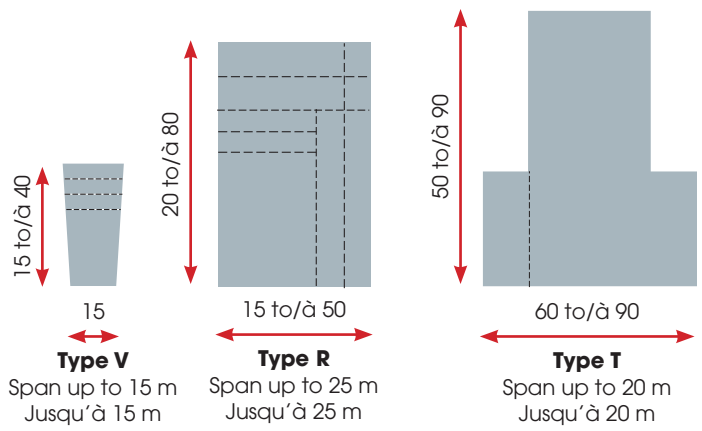 15 to/à 40
15
Type V
Span up to 15 m
Jusqu'à 15 m
20 to/à 80
15 to/à 50
Type R
Span up to 25 m
Jusqu'à 25 m
50 to/à 90
60 to/à 90
Type T
Span up to 20 m
Jusqu'à 20 m